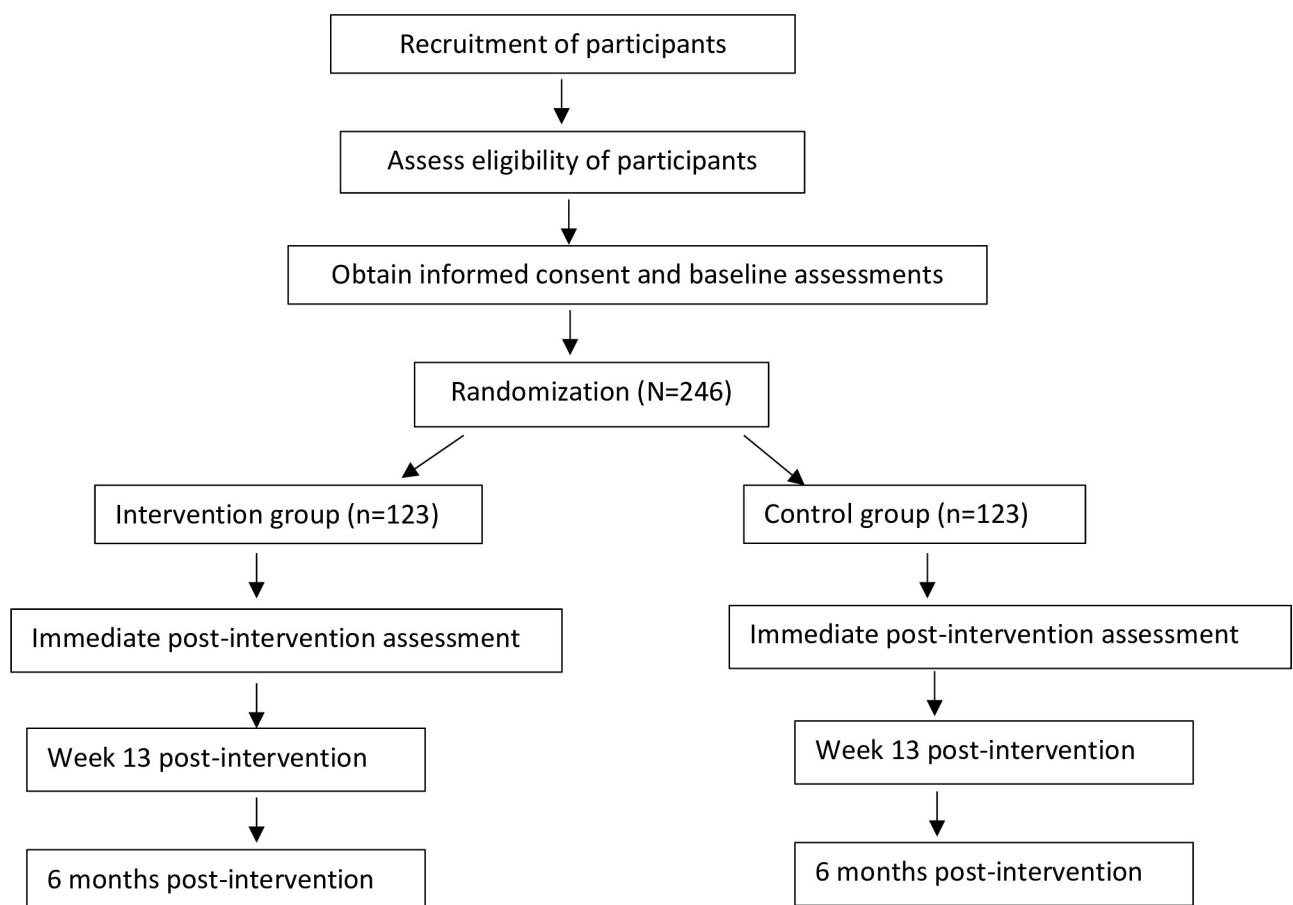 Recruitment of participants
Assess eligibility of participants
Obtain informed consent and baseline assessments
Randomization (N=246)
Intervention group (n=123)
Control group (n=123)
Immediate post-intervention assessment
Immediate post-intervention assessment
Week 13 post-intervention
Week 13 post-intervention
6 months post-intervention
6 months post-intervention